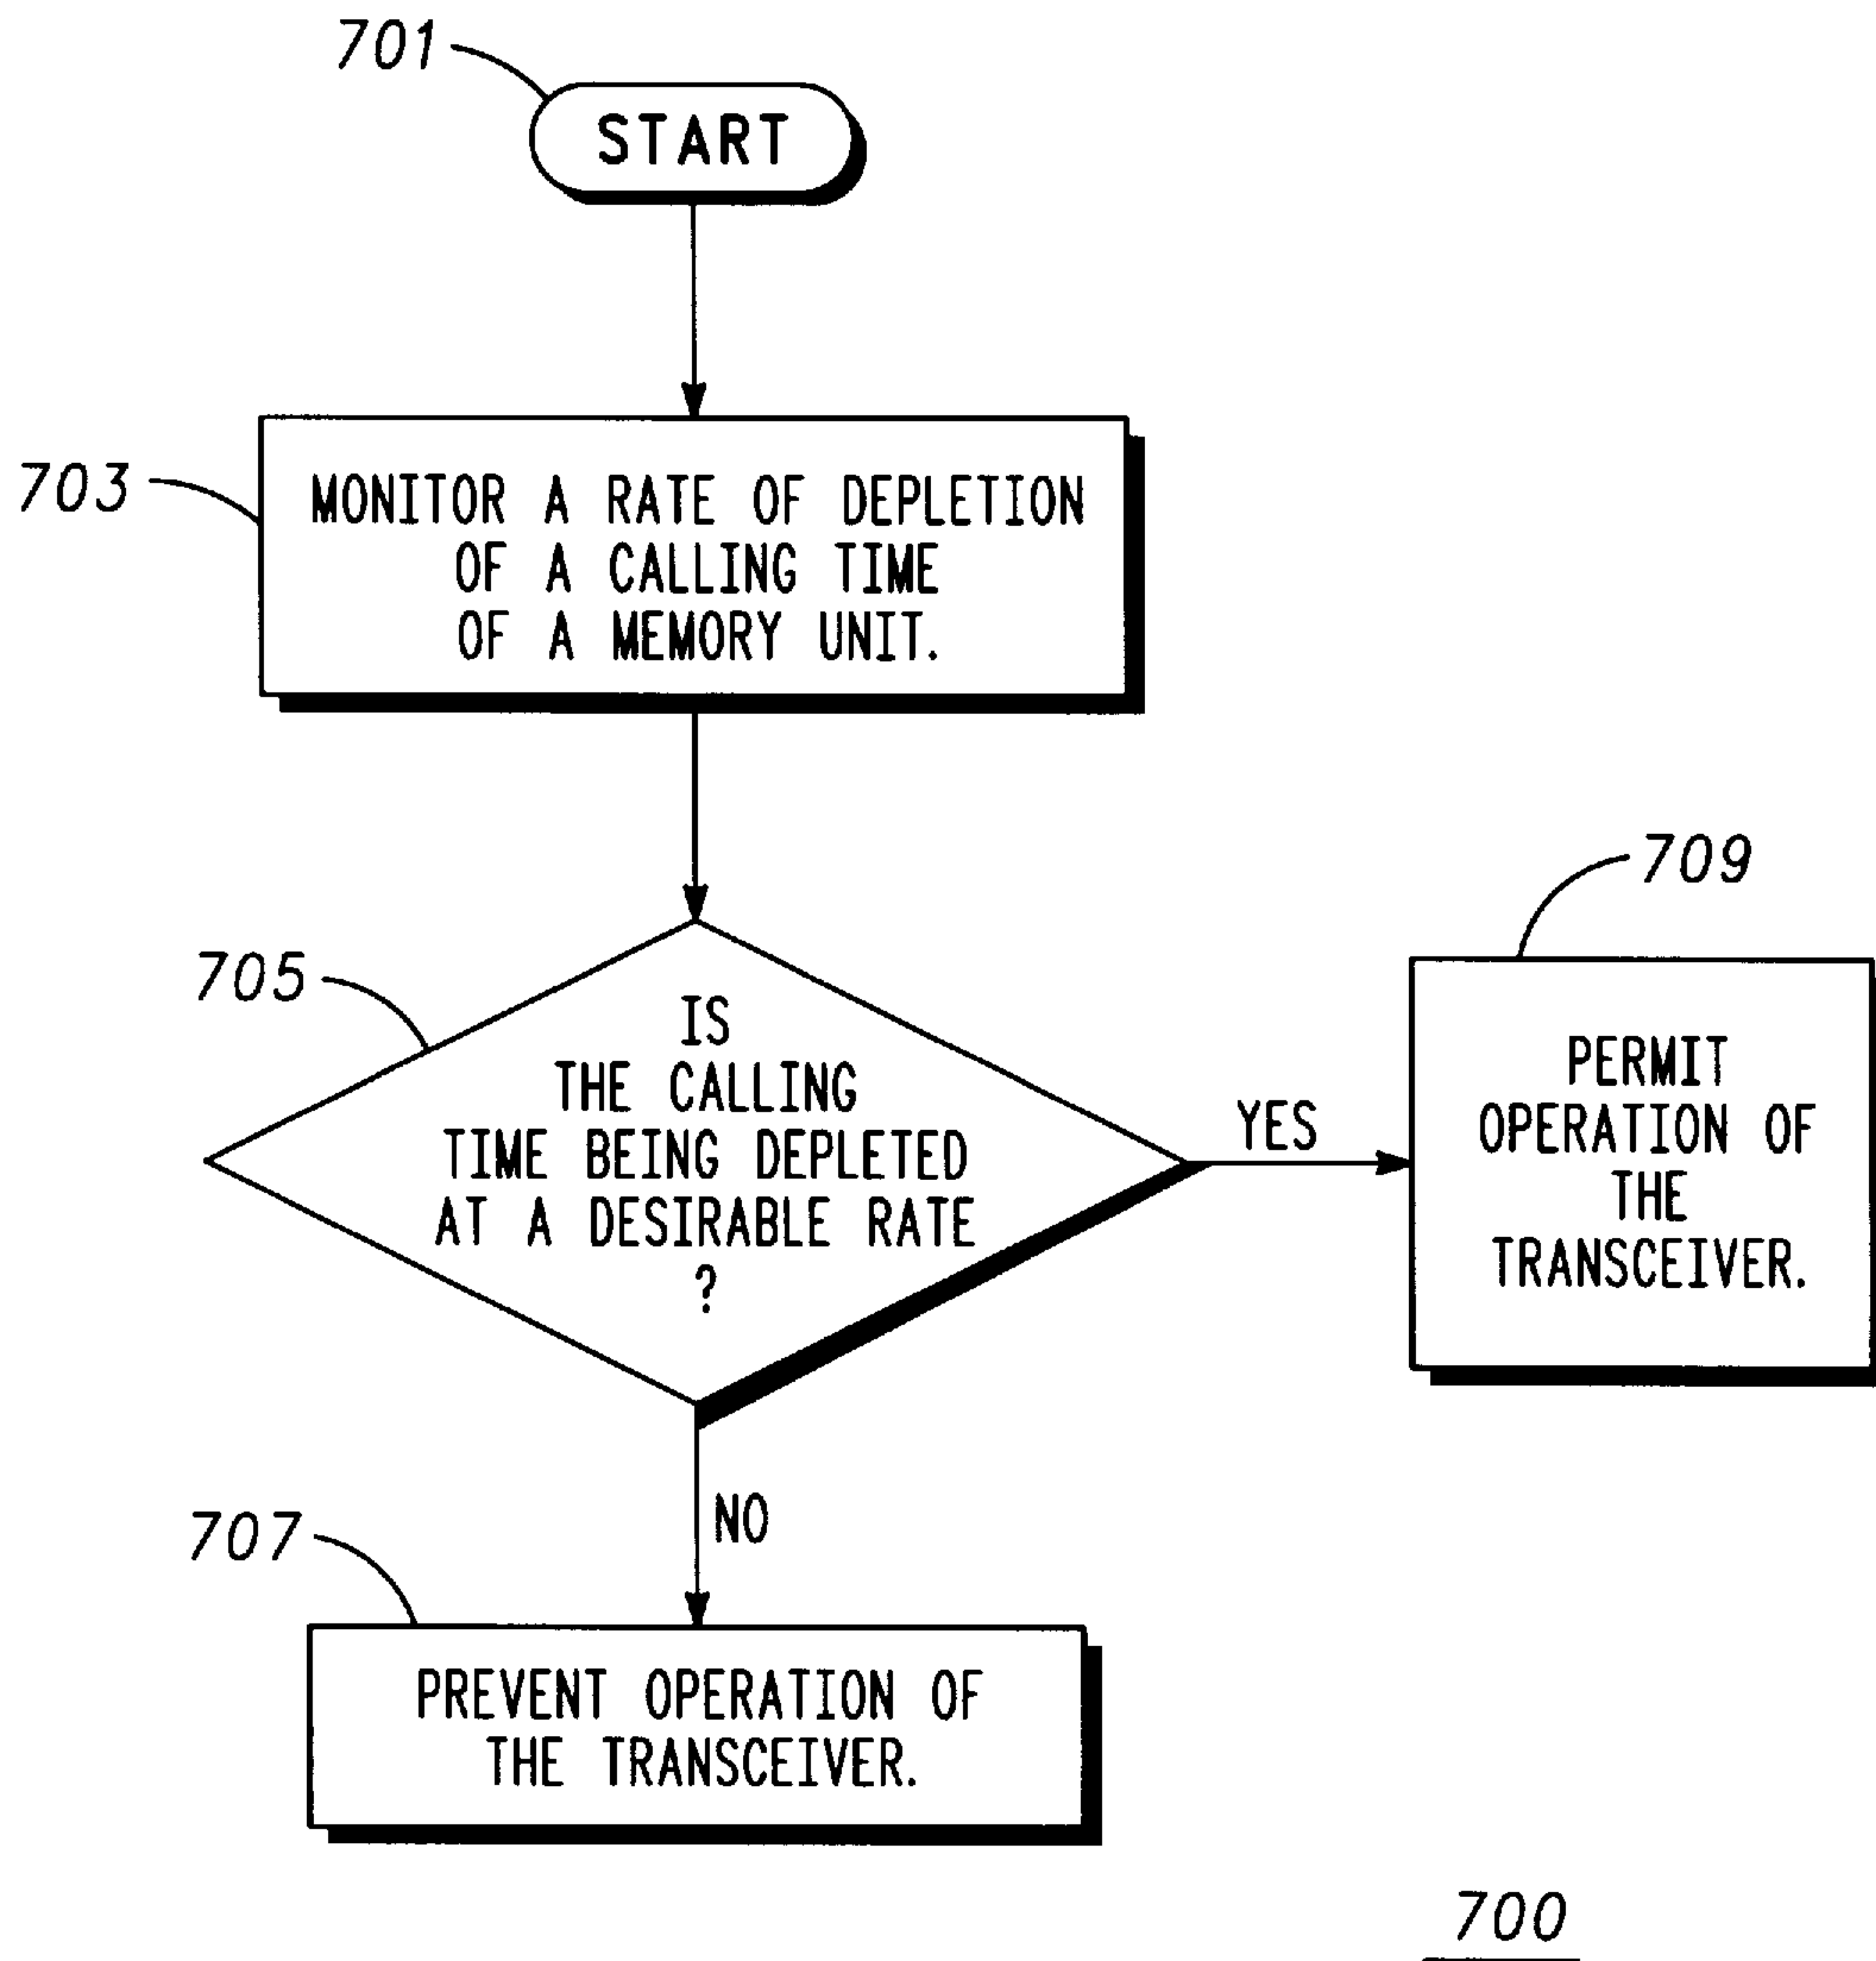 701
START
703
MONITOR A RATE OF DEPLETION
OF A CALLING TIME
OF A MEMORY UNIT.
705
IS
THE CALLING
TIME BEING DEPLETED
AT A DESIRABLE RATE
?
YES
709
PERMIT
OPERATION OF
THE
TRANSCEIVER.
NO
707
PREVENT OPERATION OF
THE TRANSCEIVER.
700